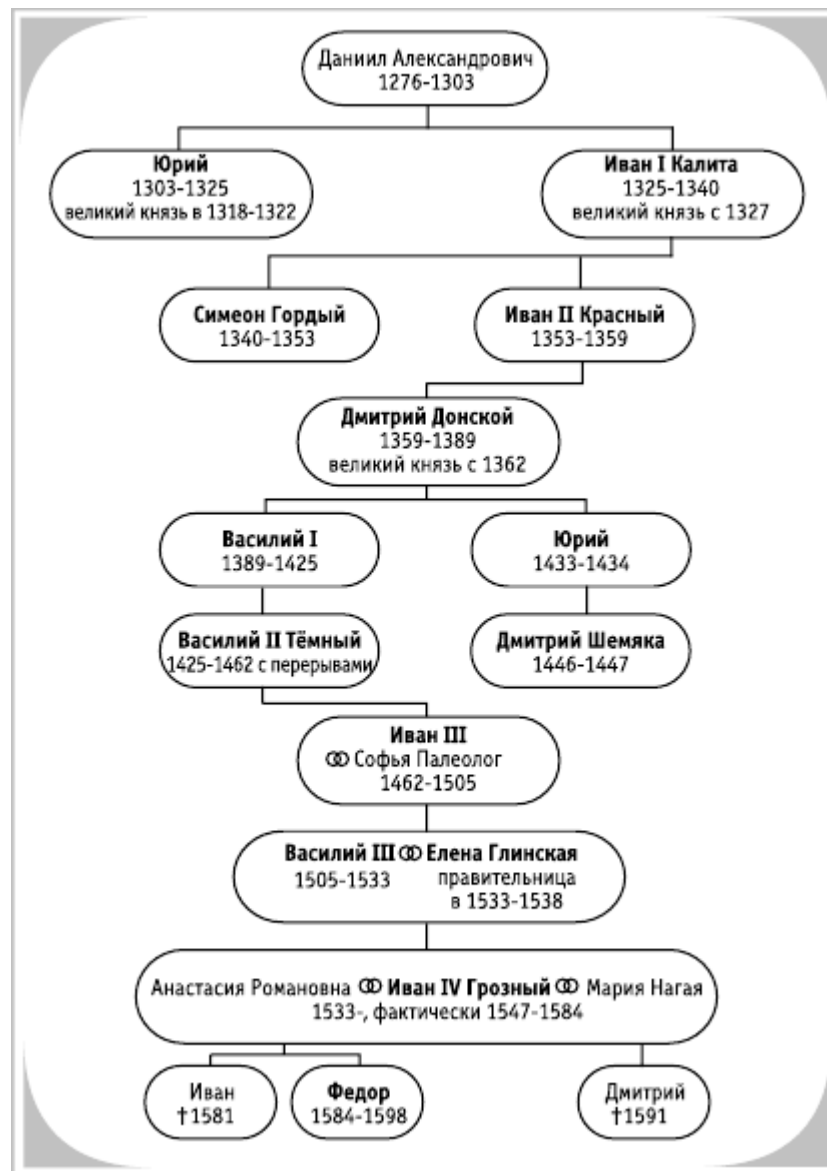 Даниил Александрович
1276-1303
Юрий
1303-1325
великий князь в 1318-1322
Иван I Калита
1325-1340
великий князь с 1327
Симеон Гордый
1340-1353
Иван II Красный
1353-1359
Дмитрий Донской
1359-1389
великий князь с 1362
Василий I
1389-1425
Юрий
1433-1434
Василий II Тёмный
1425-1462 с перерывами
Дмитрий Шемяка
1446-1447
Иван III
Софья Палеолог
1462-1505
Василий III Елена Глинская
1505-1533 правительница
в 1533-1538
Анастасия Романовна Иван IV Грозный Мария Нагая
1533-, фактически 1547-1584
Иван
†1581
Федор
1584-1598
Дмитрий
†1591